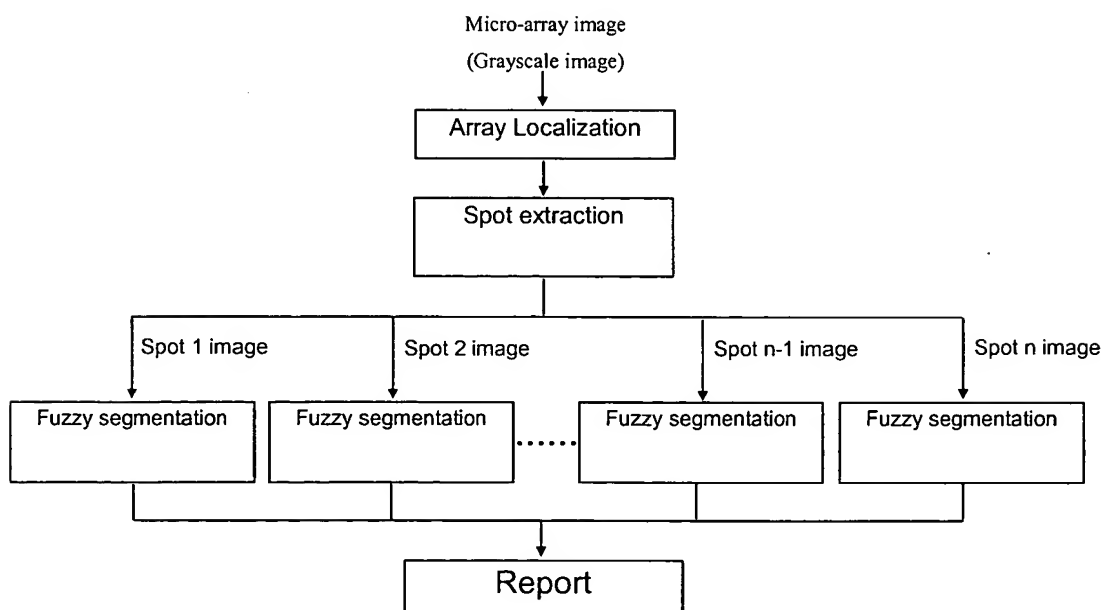 Micro-array image
(Grayscale image)
Array Localization
Spot extraction
Spot 1 image
Spot 2 image
Spot n-1 image
Spot n image
Fuzzy segmentation
Fuzzy segmentation
Fuzzy segmentation
Fuzzy segmentation
Report